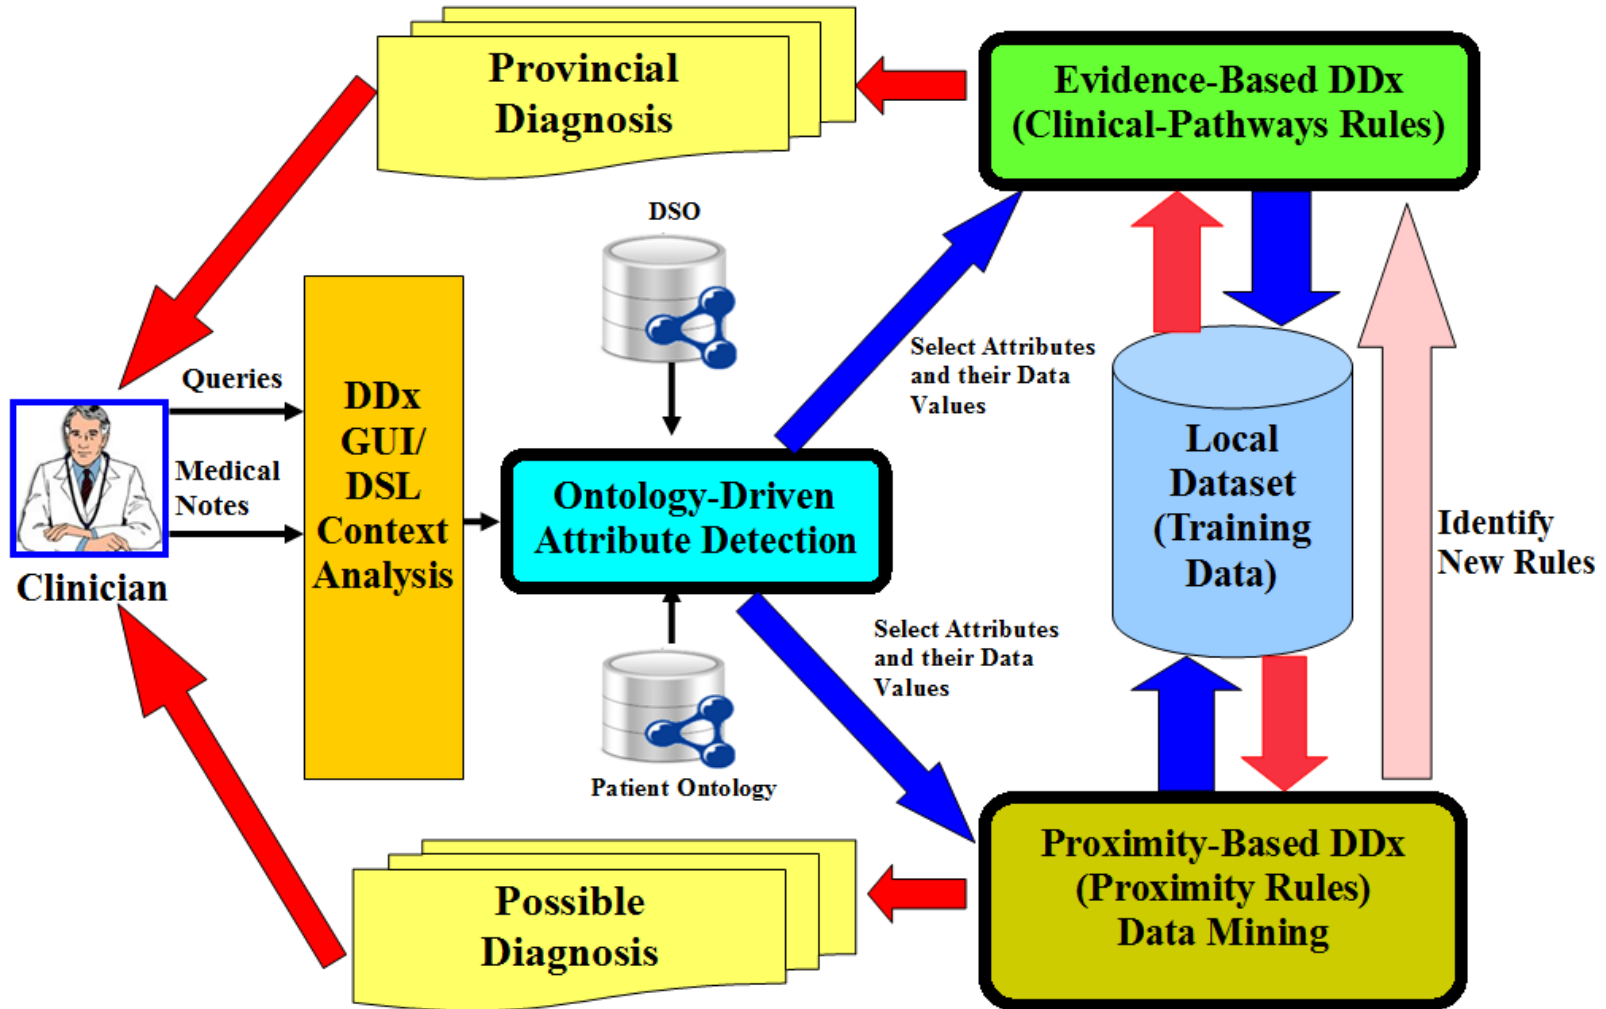 Provincial
Diagnosis
Evidence-Based DDx
(Clinical-Pathways Rules)
DSO
Queries
Medical
Notes
Clinician
DDx
GUI/
DSL
Context
Analysis
Ontology-Driven
Attribute Detection
Select Attributes
and their Data
Values
Local
Dataset
(Training
Data)
Identify
New Rules
Select Attributes
and their Data
Values
Patient Ontology
Possible
Diagnosis
Proximity-Based DDx
(Proximity Rules)
Data Mining